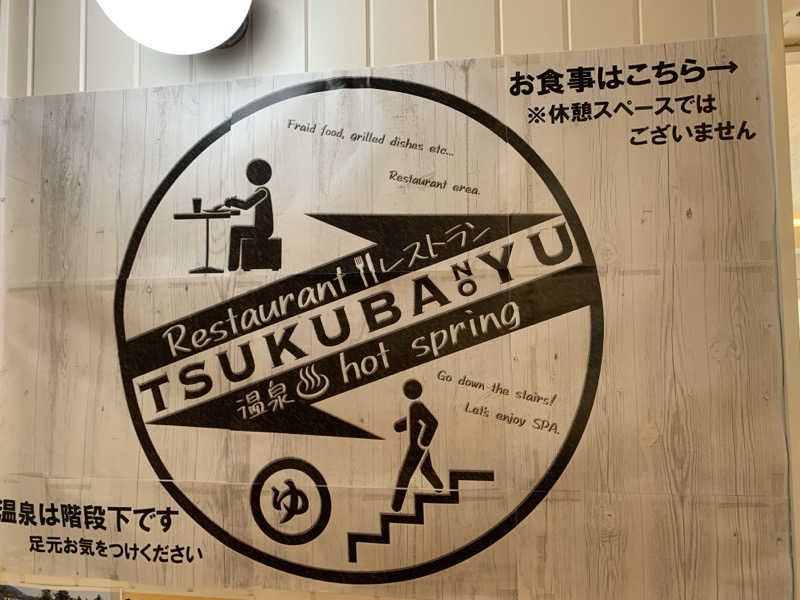 お食事はこちら→
※休憩スペースでは
ございません
Fraid food, grilled dishes etc...
Restaurant erea.
Restaurant レストラン
TSUKUBA NO YU
温泉♨ hot spring
Go down the stairs!
Let's enjoy SPA.
ゆ
温泉は階段下です
足元お気をつけください